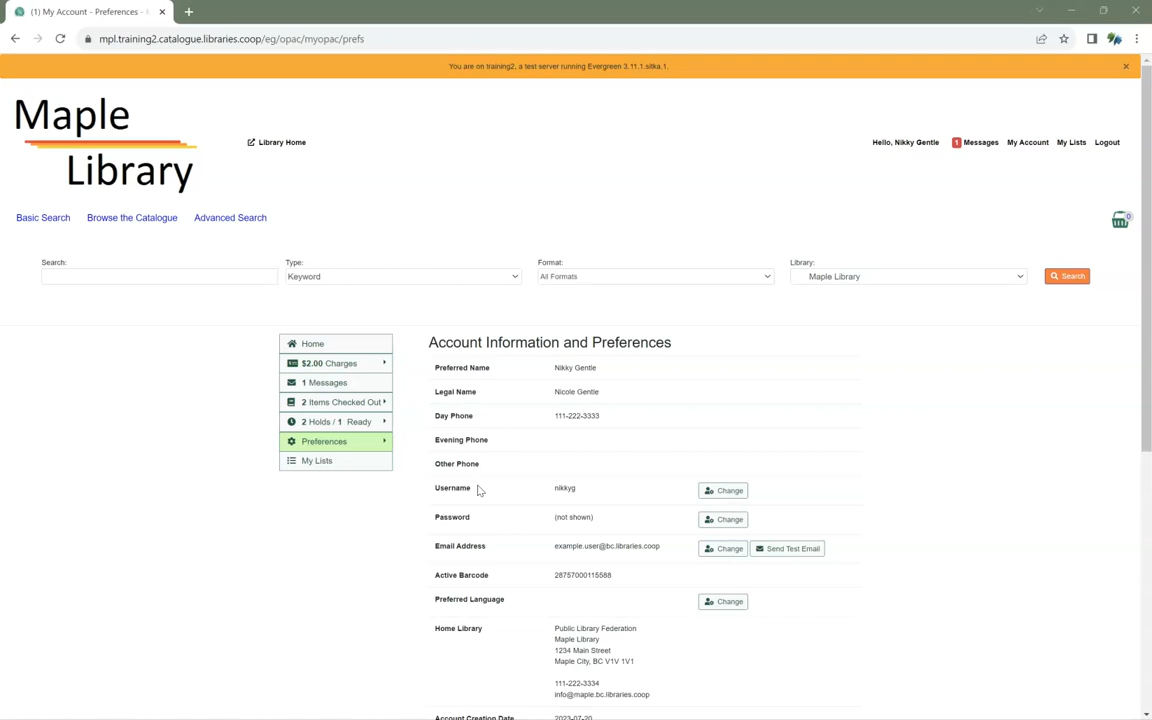 (1) My Account - Preferences -
mpl.training2.catalogue.libraries.coop/eg/opac/myopac/prefs
You are on training2, a test server running Evergreen 3.11.1.sitka.1.
Maple
Library
Library Home
Hello, Nikky Gentle 1 Messages My Account My Lists Logout
Basic Search Browse the Catalogue Advanced Search
0
Search: Type: Format: Library:
Keyword All Formats Maple Library Search
Home
$2.00 Charges
1 Messages
2 Items Checked Out
2 Holds / 1 Ready
Preferences
My Lists
Account Information and Preferences
Preferred Name Nikky Gentle
Legal Name Nicole Gentle
Day Phone 111-222-3333
Evening Phone
Other Phone
Username nikkyg Change
Password (not shown) Change
Email Address example.user@bc.libraries.coop Change Send Test Email
Active Barcode 28757000115588
Preferred Language Change
Home Library Public Library Federation
Maple Library
1234 Main Street
Maple City, BC V1V 1V1
111-222-3334
info@maple.bc.libraries.coop
Account Creation Date 2023-07-20